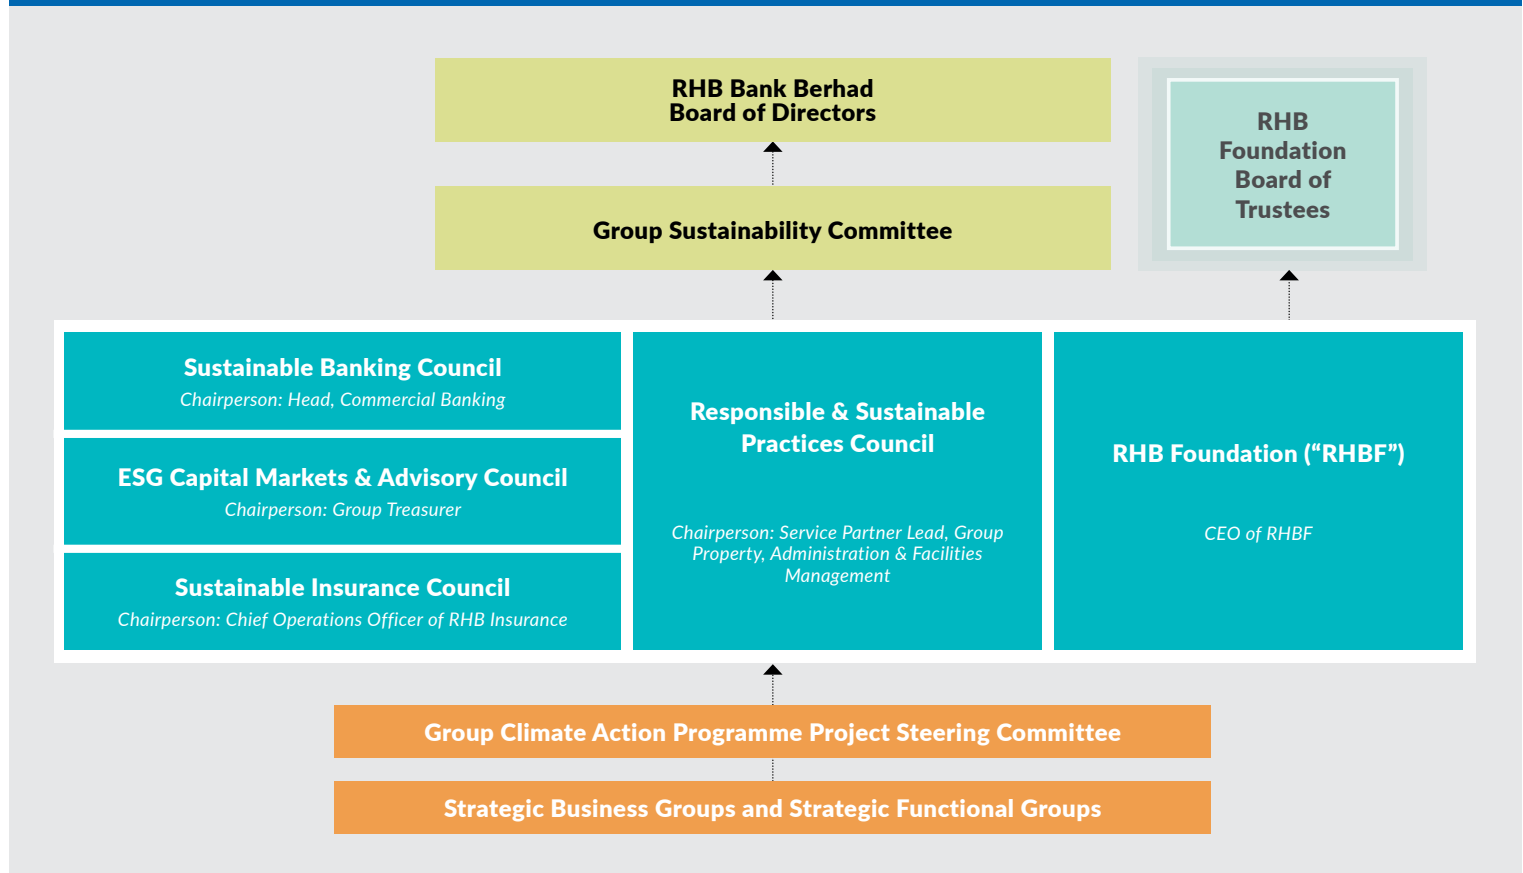 RHB Bank Berhad
Board of Directors
RHB
Foundation
Board of
Trustees
Group Sustainability Committee
Sustainable Banking Council
Chairperson: Head, Commercial Banking
ESG Capital Markets & Advisory Council
Chairperson: Group Treasurer
Sustainable Insurance Council
Chairperson: Chief Operations Officer of RHB Insurance
Responsible & Sustainable
Practices Council
Chairperson: Service Partner Lead, Group
Property, Administration & Facilities
Management
RHB Foundation (“RHBF”)
CEO of RHBF
Group Climate Action Programme Project Steering Committee
Strategic Business Groups and Strategic Functional Groups